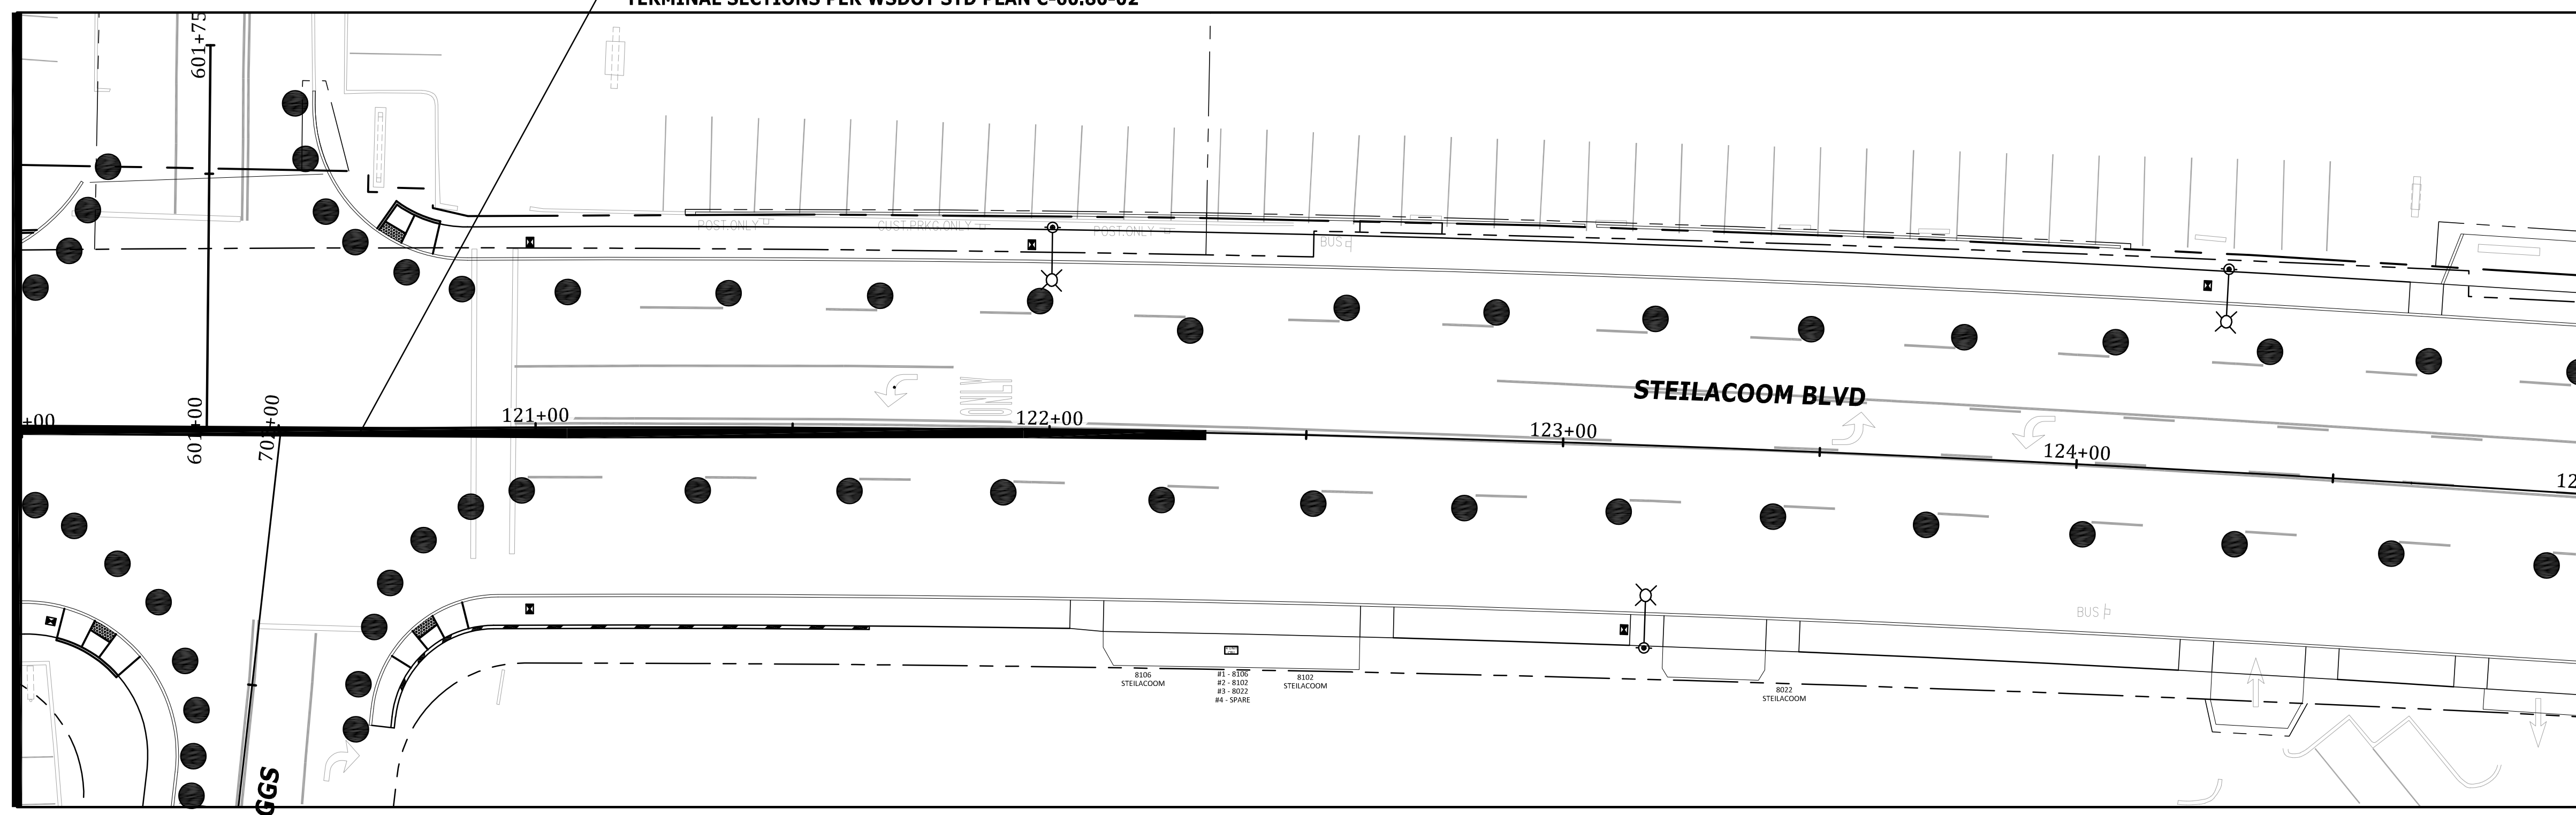 TERMINAL SECTIONS PER WSDOT STD PLAN C-60.80-02
601+75
POST.ONLY
CUST.PRKG.ONLY
POST.ONLY
BUS
ONLY
STEILACOOM BLVD
+00
601+00
702+00
121+00
122+00
123+00
124+00
12
BUS
8106
STEILACOOM
#1 - 8106
#2 - 8102
#3 - 8022
#4 - SPARE
8102
STEILACOOM
8022
STEILACOOM
GGS